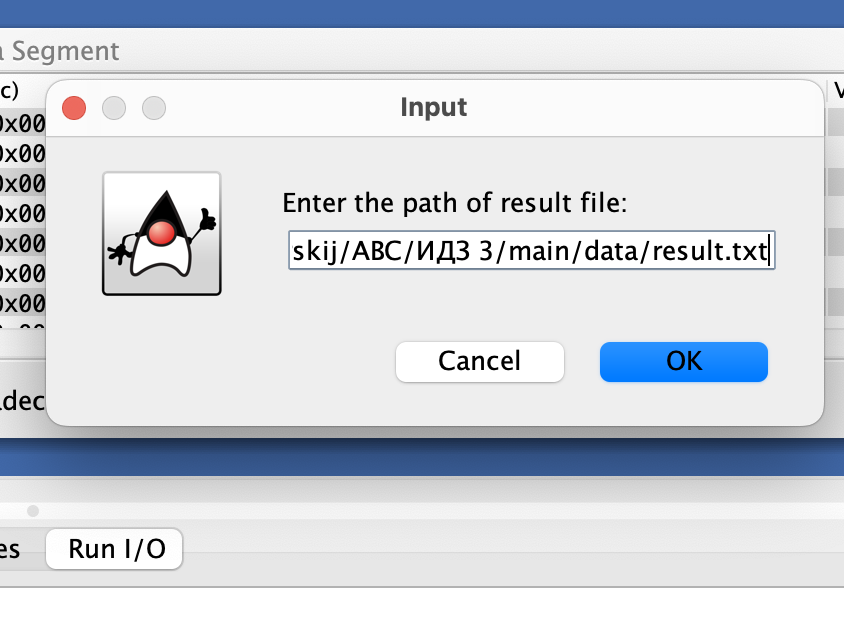 Segment
c)
Input
0x00
0x00
0x00
0x00
0x00
0x00
0x00
Enter the path of result file:
skij/АВС/ИДЗ 3/main/data/result.txt
Cancel
OK
adec
es
Run I/O